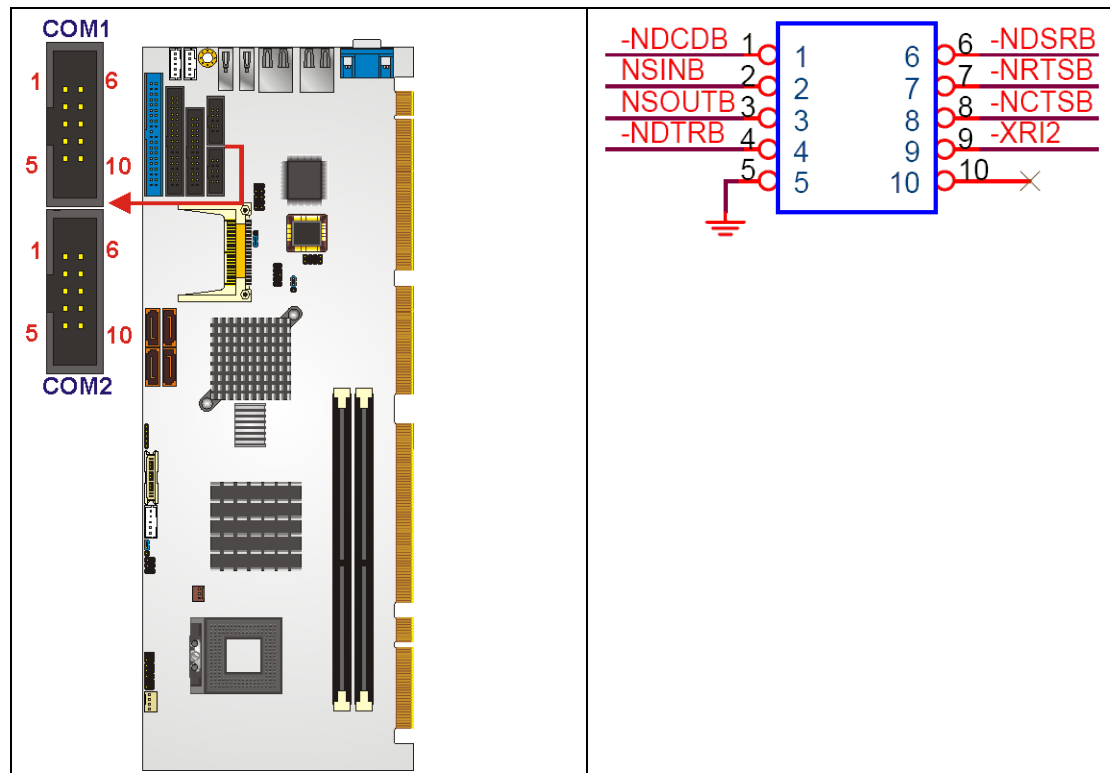 COM1
1 6
5 10
1 6
5 10
COM2
-NDCDB 1 1 6 6 -NDSRB
NSINB 2 2 7 7 -NRTSB
NSOUTB 3 3 8 8 -NCTSB
-NDTRB 4 4 9 9 -XRI2
5 5 10 10